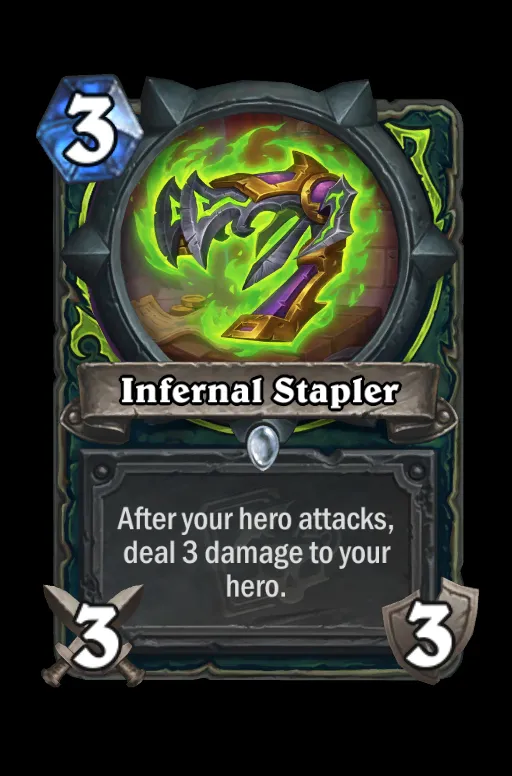 3
Infernal Stapler
After your hero attacks,
deal 3 damage to your
hero.
3 3